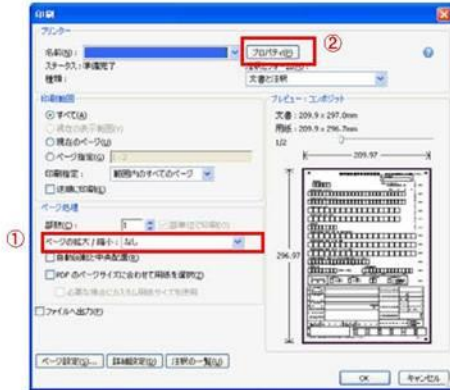 印刷
プリンター
名前(N):
プロパティ(P)
②
ステータス:準備完了
種類:
文書と注釈
印刷範囲
すべて(A)
現在のページ(U)
ページ指定(G)
印刷指定:
範囲内のすべてのページ
逆順に印刷(L)
プレビュー:コンポジット
文書:209.9 x 297.0mm
用紙:209.9 x 296.7mm
1/2
209.97
296.97
ページ処理
部数(C):
1
①
ページの拡大/縮小:
なし
自動回転と中央配置(R)
PDF のページサイズに合わせて用紙を選択(Z)
ファイルへ出力(F)
ページ設定(S)...
詳細設定(D)
注釈の一覧(M)
OK
キャンセル